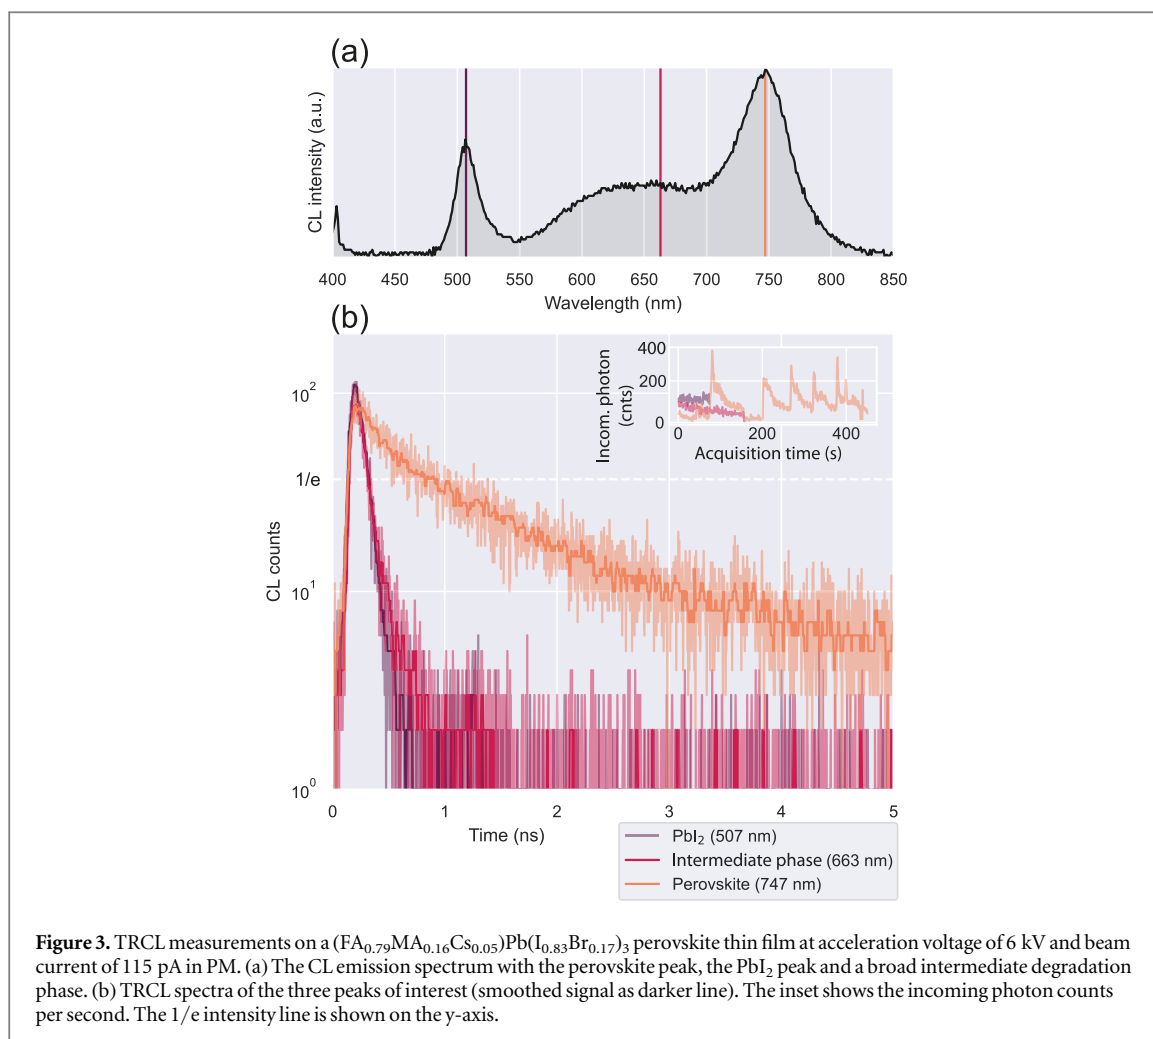 (a)
CL intensity (a.u.)
400 450 500 550 600 650 700 750 800 850
Wavelength (nm)
(b)
10²
1/e
10¹
10⁰
CL counts
0 1 2 3 4 5
Time (ns)
400
200
0
Incom. photon
(cnts)
0 200 400
Acquisition time (s)
PbI₂ (507 nm)
Intermediate phase (663 nm)
Perovskite (747 nm)
Figure 3. TRCL measurements on a (FA₀.₇₉MA₀.₁₆Cs₀.₀₅)Pb(I₀.₈₃Br₀.₁₇)₃ perovskite thin film at acceleration voltage of 6 kV and beam
current of 115 pA in PM. (a) The CL emission spectrum with the perovskite peak, the PbI₂ peak and a broad intermediate degradation
phase. (b) TRCL spectra of the three peaks of interest (smoothed signal as darker line). The inset shows the incoming photon counts
per second. The 1/e intensity line is shown on the y-axis.